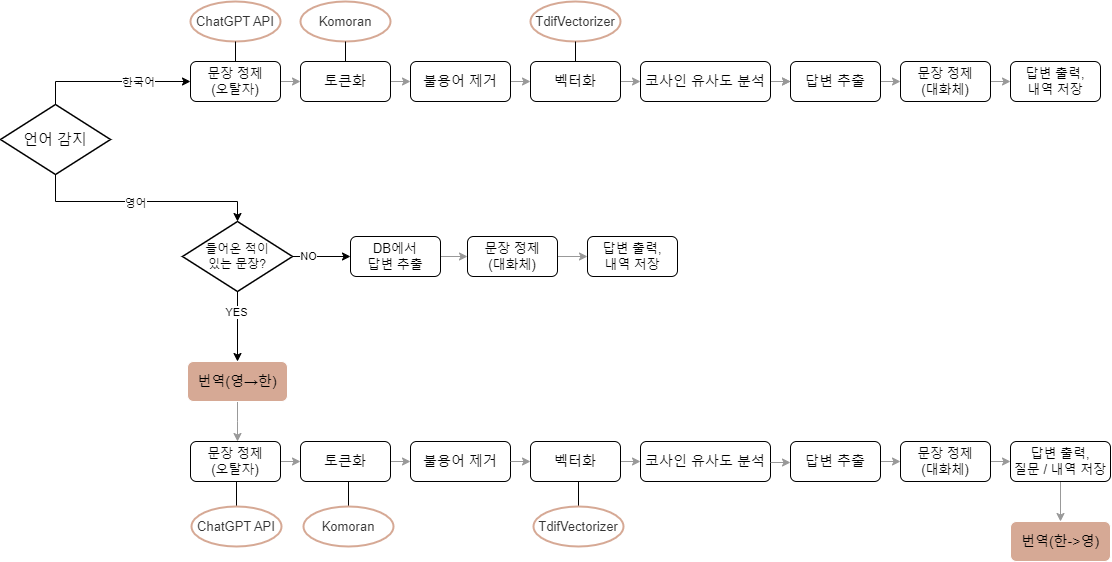 ChatGPT API
Komoran
TdifVectorizer
한국어
문장 정제
(오탈자)
토큰화
불용어 제거
벡터화
코사인 유사도 분석
답변 추출
문장 정제
(대화체)
답변 출력,
내역 저장
언어 감지
영어
들어온 적이
있는 문장?
NO
DB에서
답변 추출
문장 정제
(대화체)
답변 출력,
내역 저장
YES
번역(영→한)
문장 정제
(오탈자)
토큰화
불용어 제거
벡터화
코사인 유사도 분석
답변 추출
문장 정제
(대화체)
답변 출력,
질문 / 내역 저장
ChatGPT API
Komoran
TdifVectorizer
번역(한->영)